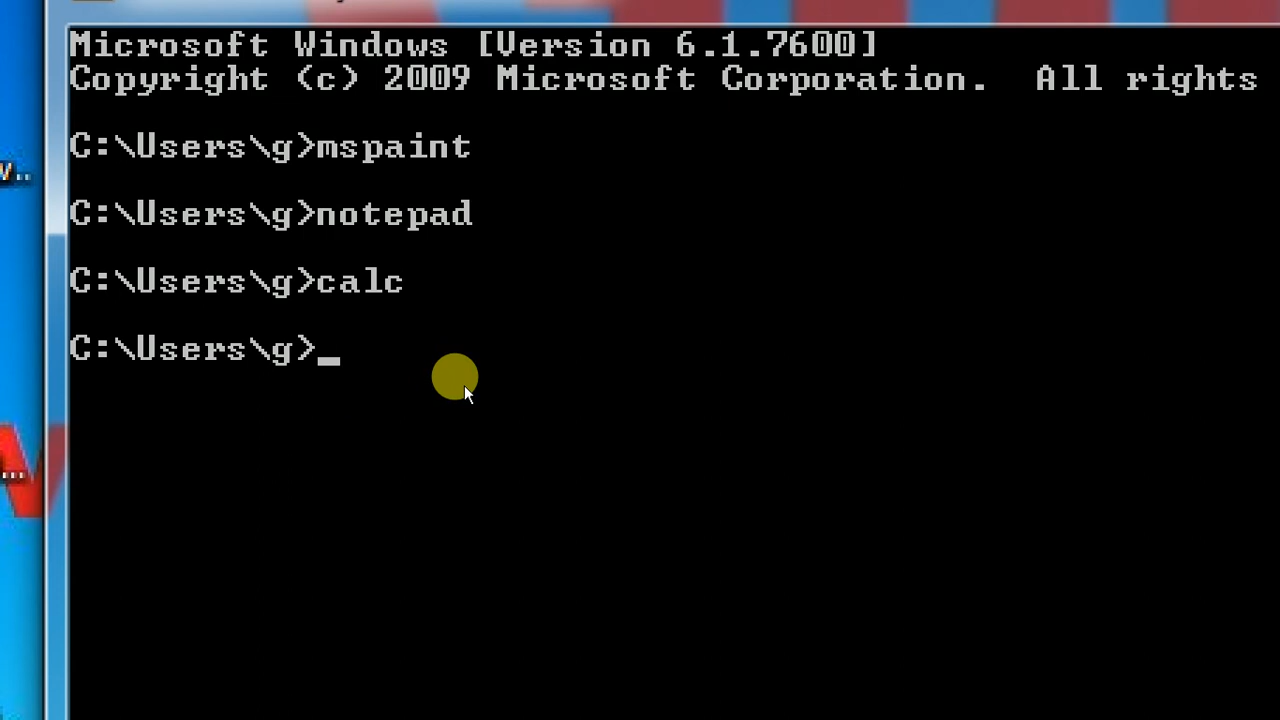 Microsoft Windows [Version 6.1.7600]
Copyright (c) 2009 Microsoft Corporation.  All rights
C:\Users\g>mspaint
C:\Users\g>notepad
C:\Users\g>calc
C:\Users\g>_